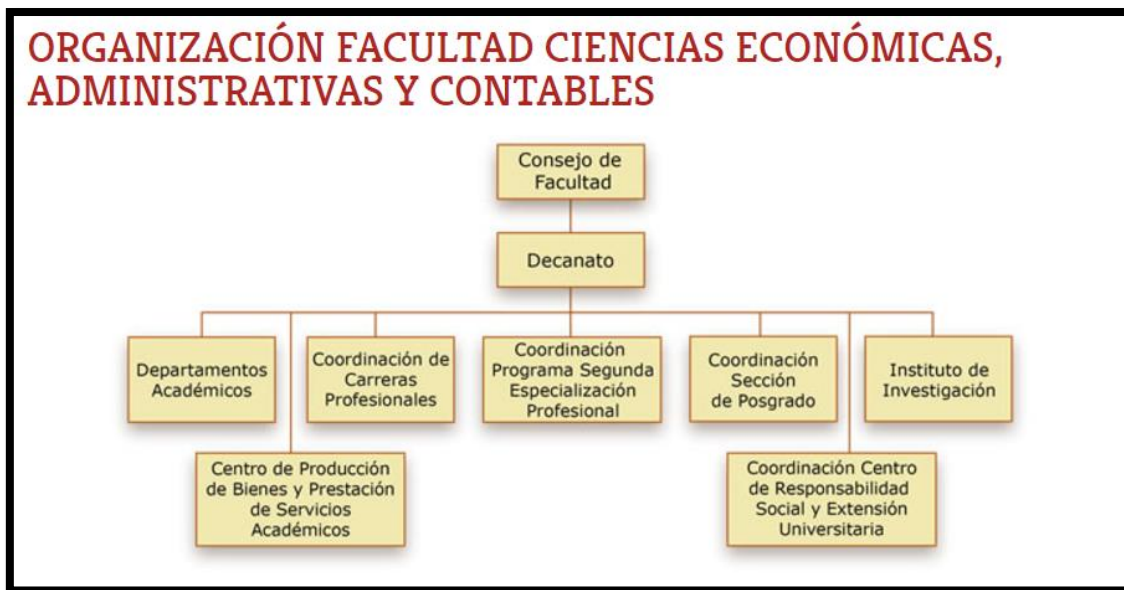 ORGANIZACIÓN FACULTAD CIENCIAS ECONÓMICAS,
ADMINISTRATIVAS Y CONTABLES
Consejo de
Facultad
Decanato
Departamentos
Académicos
Coordinación de
Carreras
Profesionales
Coordinación
Programa Segunda
Especialización
Profesional
Coordinación
Sección
de Posgrado
Instituto de
Investigación
Centro de Producción
de Bienes y Prestación
de Servicios
Académicos
Coordinación Centro
de Responsabilidad
Social y Extensión
Universitaria